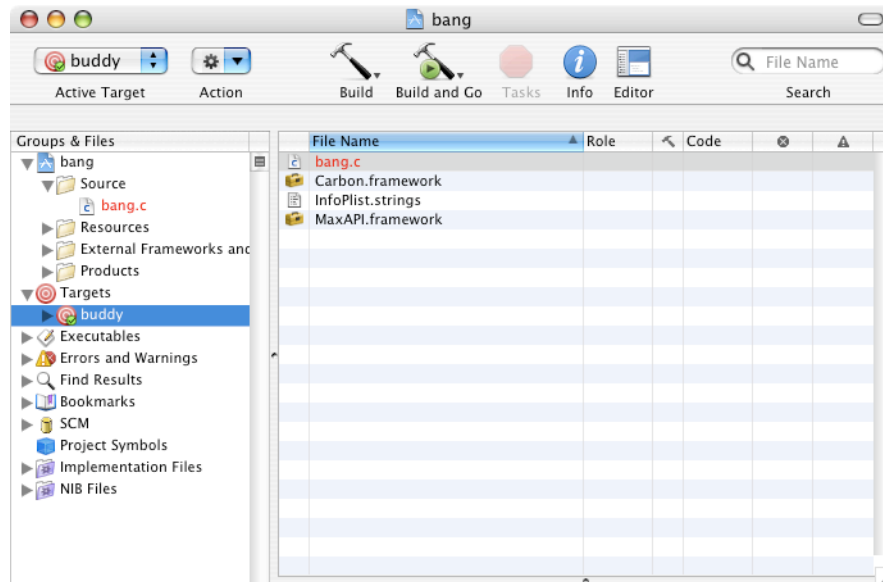 bang
buddy
File Name
Active Target Action Build Build and Go Tasks Info Editor Search
Groups & Files
bang
Source
bang.c
Resources
External Frameworks and
Products
Targets
buddy
Executables
Errors and Warnings
Find Results
Bookmarks
SCM
Project Symbols
Implementation Files
NIB Files
File Name Role Code
bang.c
Carbon.framework
InfoPlist.strings
MaxAPI.framework